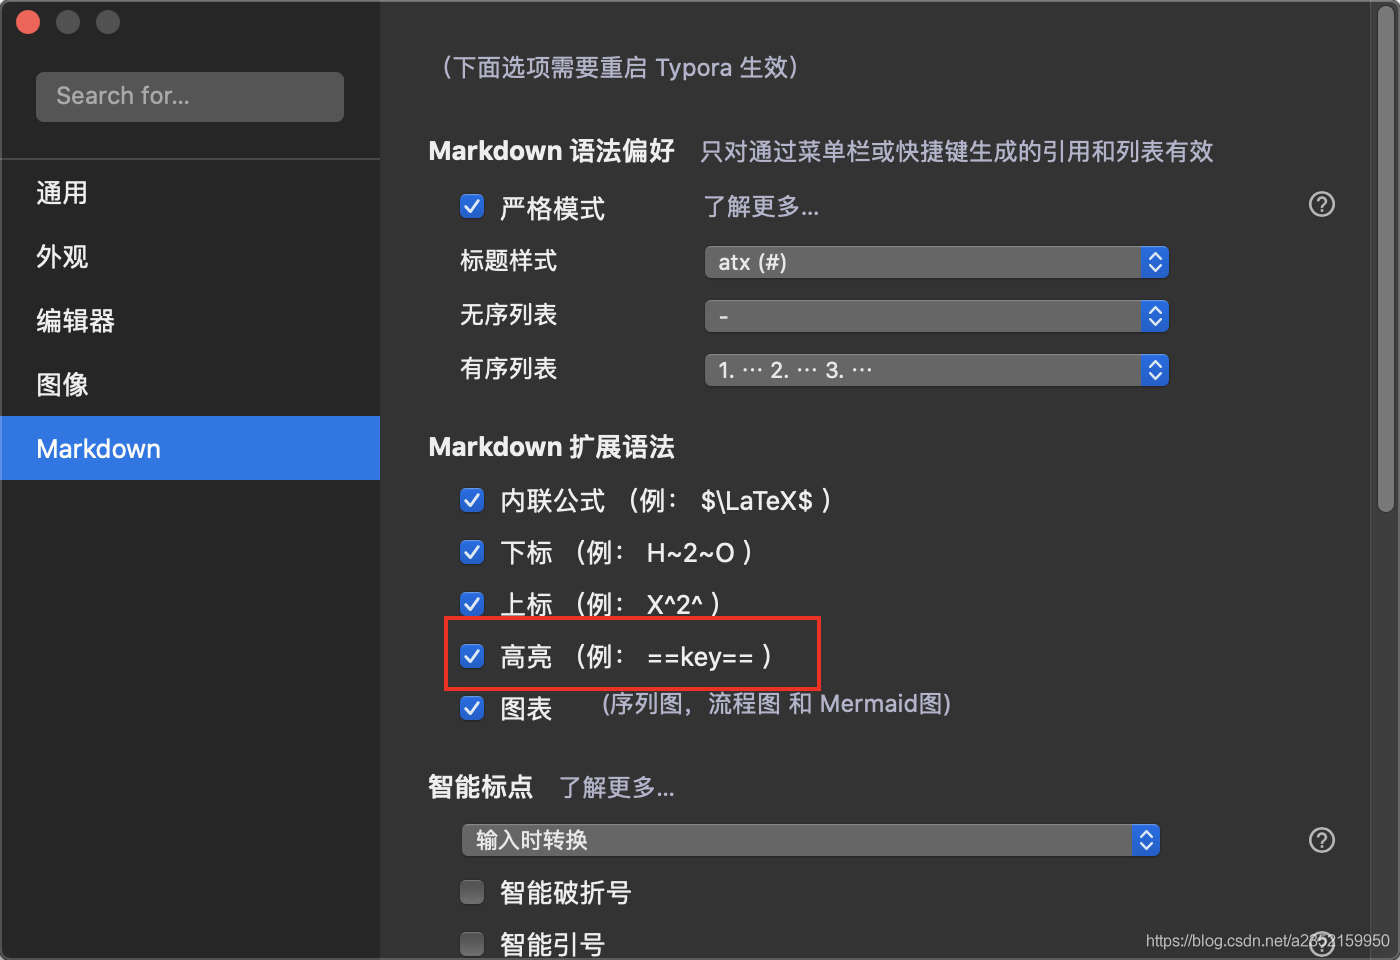 Search for...
通用
外观
编辑器
图像
Markdown
（下面选项需要重启 Typora 生效）
Markdown 语法偏好 只对通过菜单栏或快捷键生成的引用和列表有效
严格模式 了解更多...
标题样式 atx (#)
无序列表 -
有序列表 1. ··· 2. ··· 3. ···
Markdown 扩展语法
内联公式 （例： $\LaTeX$ ）
下标 （例： H~2~O ）
上标 （例： X^2^ ）
高亮 （例： ==key== ）
图表 (序列图，流程图 和 Mermaid图)
智能标点 了解更多...
输入时转换
智能破折号
智能引号
https://blog.csdn.net/a2352159950